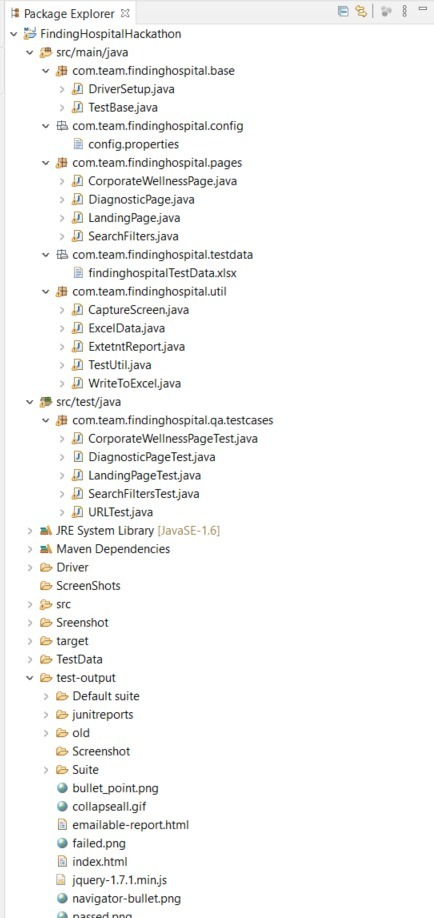 Package Explorer
FindingHospitalHackathon
src/main/java
com.team.findinghospital.base
DriverSetup.java
TestBase.java
com.team.findinghospital.config
config.properties
com.team.findinghospital.pages
CorporateWellnessPage.java
DiagnosticPage.java
LandingPage.java
SearchFilters.java
com.team.findinghospital.testdata
findinghospitalTestData.xlsx
com.team.findinghospital.util
CaptureScreen.java
ExcelData.java
ExtetntReport.java
TestUtil.java
WriteToExcel.java
src/test/java
com.team.findinghospital.qa.testcases
CorporateWellnessPageTest.java
DiagnosticPageTest.java
LandingPageTest.java
SearchFiltersTest.java
URLTest.java
JRE System Library [JavaSE-1.6]
Maven Dependencies
Driver
ScreenShots
src
Sreenshot
target
TestData
test-output
Default suite
junitreports
old
Screenshot
Suite
bullet_point.png
collapseall.gif
emailable-report.html
failed.png
index.html
jquery-1.7.1.min.js
navigator-bullet.png
passed.png